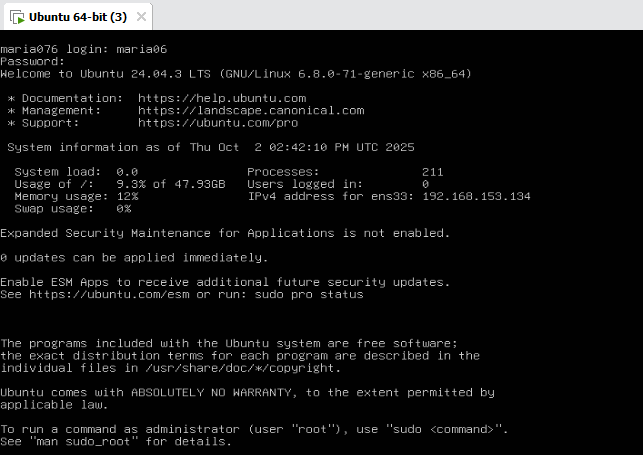 Ubuntu 64-bit (3)
maria076 login: maria06
Password:
Welcome to Ubuntu 24.04.3 LTS (GNU/Linux 6.8.0-71-generic x86_64)
* Documentation: https://help.ubuntu.com
* Management: https://landscape.canonical.com
* Support: https://ubuntu.com/pro
System information as of Thu Oct 2 02:42:10 PM UTC 2025
System load: 0.0 Processes: 211
Usage of /: 9.3% of 47.93GB Users logged in: 0
Memory usage: 12% IPv4 address for ens33: 192.168.153.134
Swap usage: 0%
Expanded Security Maintenance for Applications is not enabled.
0 updates can be applied immediately.
Enable ESM Apps to receive additional future security updates.
See https://ubuntu.com/esm or run: sudo pro status
The programs included with the Ubuntu system are free software;
the exact distribution terms for each program are described in the
individual files in /usr/share/doc/*/copyright.
Ubuntu comes with ABSOLUTELY NO WARRANTY, to the extent permitted by
applicable law.
To run a command as administrator (user "root"), use "sudo <command>".
See "man sudo_root" for details.